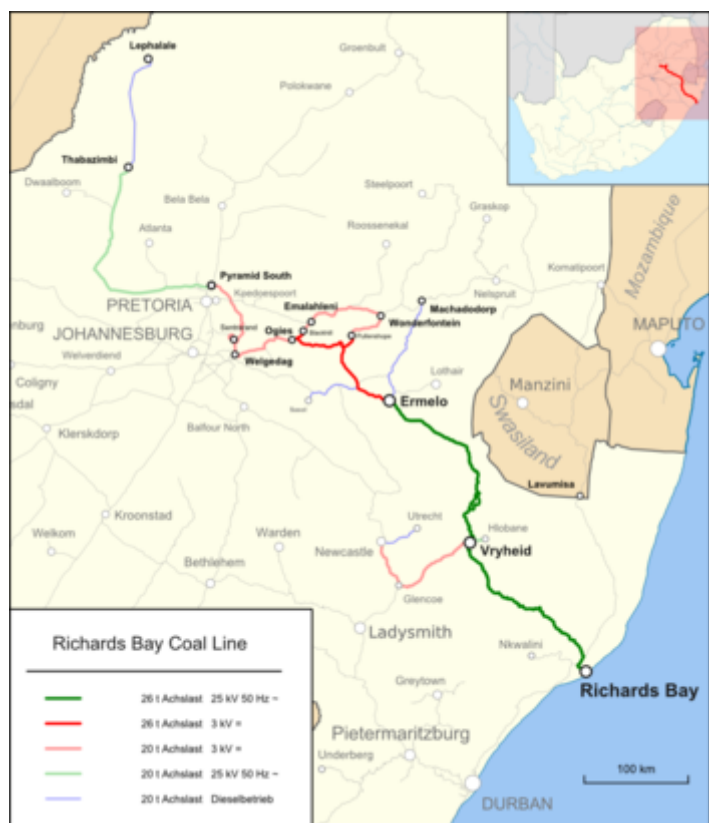 Lephalale
Groenbult
Polokwane
Thabazimbi
Dwaalboom
Bela Bela
Steelpoort
Graskop
Atlanta
Roossenekal
Mozambique
Komatipoort
Pyramid South
Nelspruit
PRETORIA
Koedoespoort
Emalahleni
Machadodorp
Wonderfontein
MAPUTO
JOHANNESBURG
Ogies
Blackhill
Welgedag
Welverdiend
Coligny
Lothair
Manzini
Swasiland
Ermelo
Balfour North
Klerksdorp
Lavumisa
Kroonstad
Utrecht
Hlobane
Welkom
Warden
Newcastle
Vryheid
Bethlehem
Glencoe
Ladysmith
Nkwalini
Richards Bay
Greytown
Pietermaritzburg
Underberg
DURBAN
100 km
Richards Bay Coal Line
26 t Achslast 25 kV 50 Hz ~
26 t Achslast 3 kV =
20 t Achslast 3 kV =
20 t Achslast 25 kV 50 Hz ~
20 t Achslast Dieselbetrieb